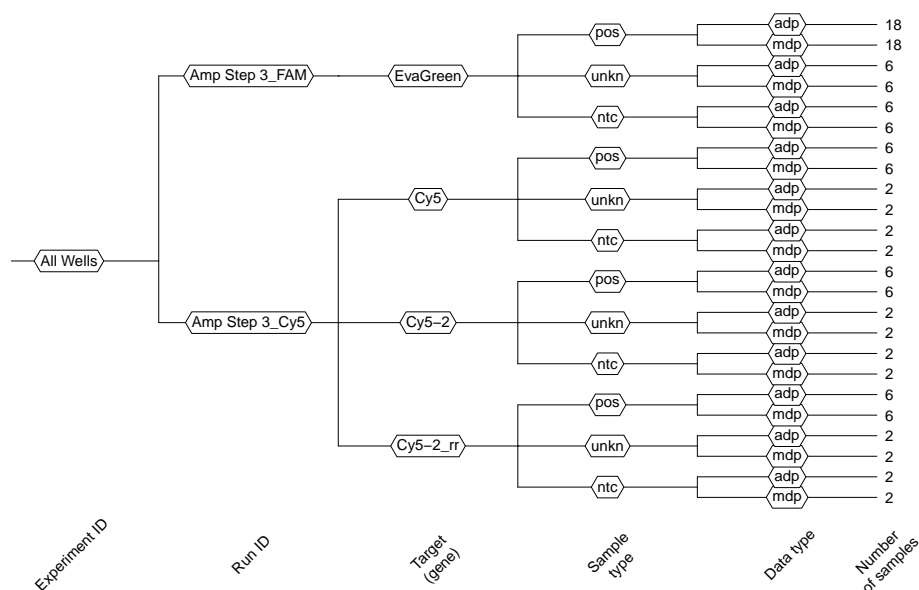 adp 18
pos
mdp 18
adp 6
Amp Step 3_FAM EvaGreen unkn
mdp 6
adp 6
ntc
mdp 6
adp 6
pos
mdp 6
adp 2
Cy5 unkn
mdp 2
adp 2
ntc
mdp 2
All Wells
adp 6
pos
mdp 6
adp 2
Amp Step 3_Cy5 Cy5−2 unkn
mdp 2
adp 2
ntc
mdp 2
adp 6
pos
mdp 6
adp 2
Cy5−2_rr unkn
mdp 2
adp 2
ntc
mdp 2
Experiment ID
Run ID
Target
(gene)
Sample
type
Data type
Number
of samples